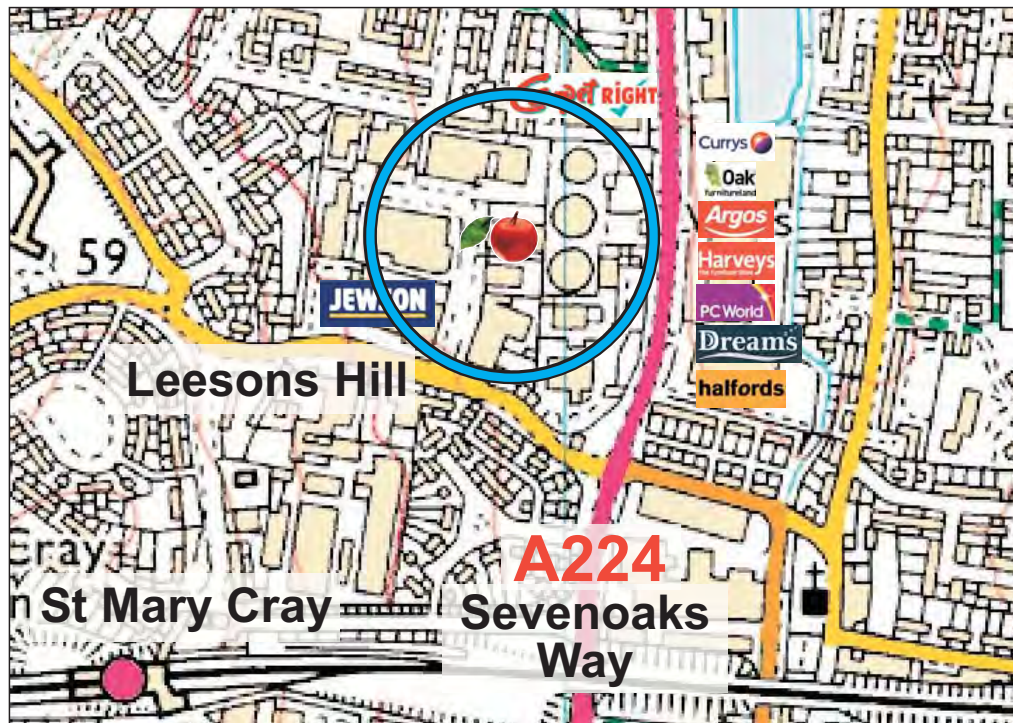 RIGHT
Currys
Oak
furnitureland
Argos
Harveys
The Furniture Store
PC World
Dreams
halfords
59
JEWSON
Leesons Hill
cray
St Mary Cray
A224
Sevenoaks
Way